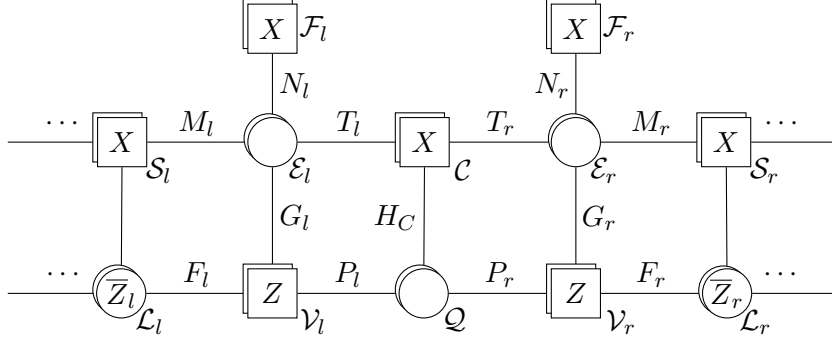 X 𝓕_l X 𝓕_r
N_l N_r
⋯ M_l T_l T_r M_r ⋯
X X X
𝓢_l 𝓔_l 𝓒 𝓔_r 𝓢_r
G_l H_C G_r
⋯ F_l P_l P_r F_r ⋯
Z̅_l Z Z Z̅_r
𝓛_l 𝓥_l 𝓠 𝓥_r 𝓛_r